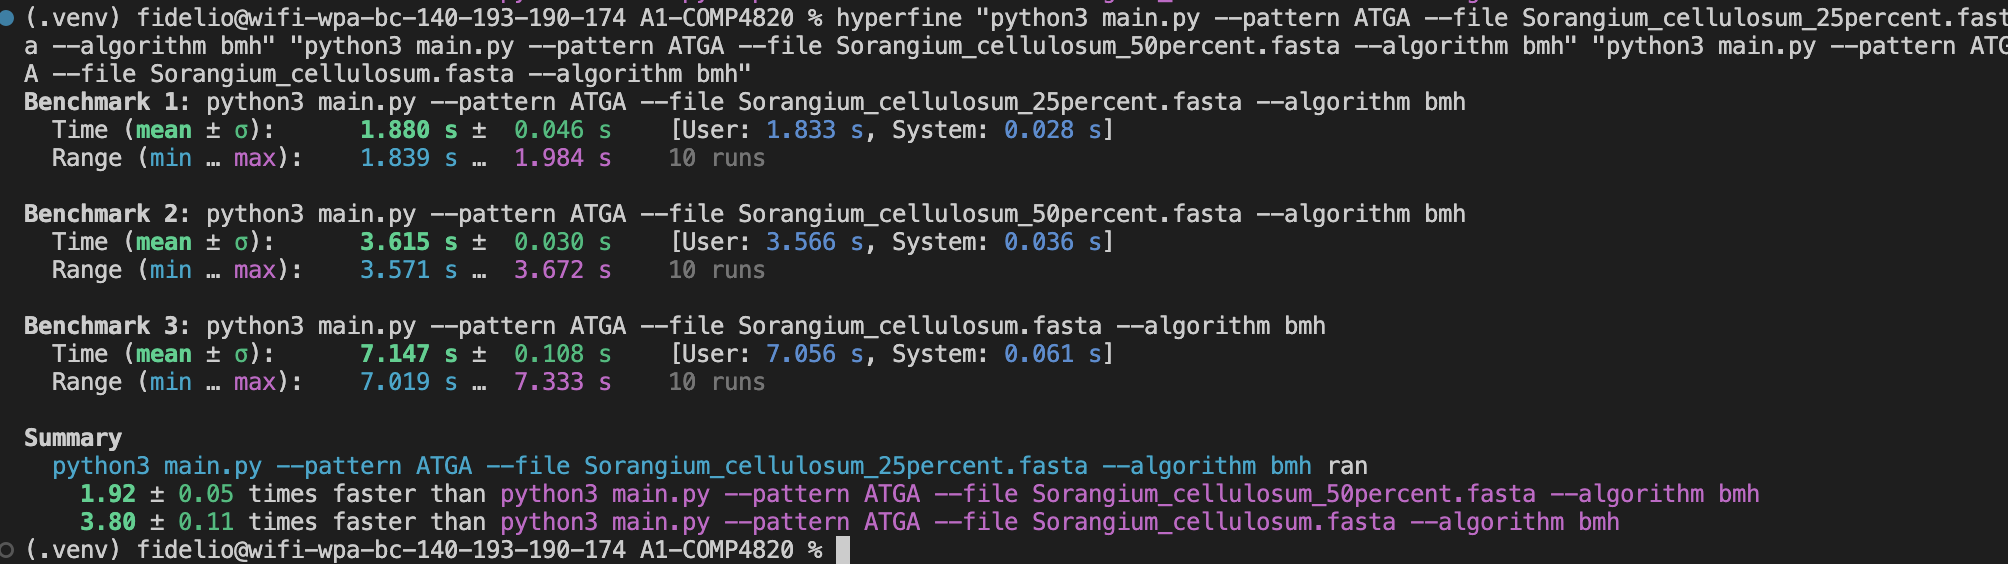 (.venv) fidelio@wifi-wpa-bc-140-193-190-174 A1-COMP4820 % hyperfine "python3 main.py --pattern ATGA --file Sorangium_cellulosum_25percent.fast
a --algorithm bmh" "python3 main.py --pattern ATGA --file Sorangium_cellulosum_50percent.fasta --algorithm bmh" "python3 main.py --pattern ATG
A --file Sorangium_cellulosum.fasta --algorithm bmh"
Benchmark 1: python3 main.py --pattern ATGA --file Sorangium_cellulosum_25percent.fasta --algorithm bmh
  Time (mean ± σ):      1.880 s ±  0.046 s    [User: 1.833 s, System: 0.028 s]
  Range (min … max):    1.839 s …  1.984 s    10 runs

Benchmark 2: python3 main.py --pattern ATGA --file Sorangium_cellulosum_50percent.fasta --algorithm bmh
  Time (mean ± σ):      3.615 s ±  0.030 s    [User: 3.566 s, System: 0.036 s]
  Range (min … max):    3.571 s …  3.672 s    10 runs

Benchmark 3: python3 main.py --pattern ATGA --file Sorangium_cellulosum.fasta --algorithm bmh
  Time (mean ± σ):      7.147 s ±  0.108 s    [User: 7.056 s, System: 0.061 s]
  Range (min … max):    7.019 s …  7.333 s    10 runs

Summary
  python3 main.py --pattern ATGA --file Sorangium_cellulosum_25percent.fasta --algorithm bmh ran
    1.92 ± 0.05 times faster than python3 main.py --pattern ATGA --file Sorangium_cellulosum_50percent.fasta --algorithm bmh
    3.80 ± 0.11 times faster than python3 main.py --pattern ATGA --file Sorangium_cellulosum.fasta --algorithm bmh
(.venv) fidelio@wifi-wpa-bc-140-193-190-174 A1-COMP4820 %